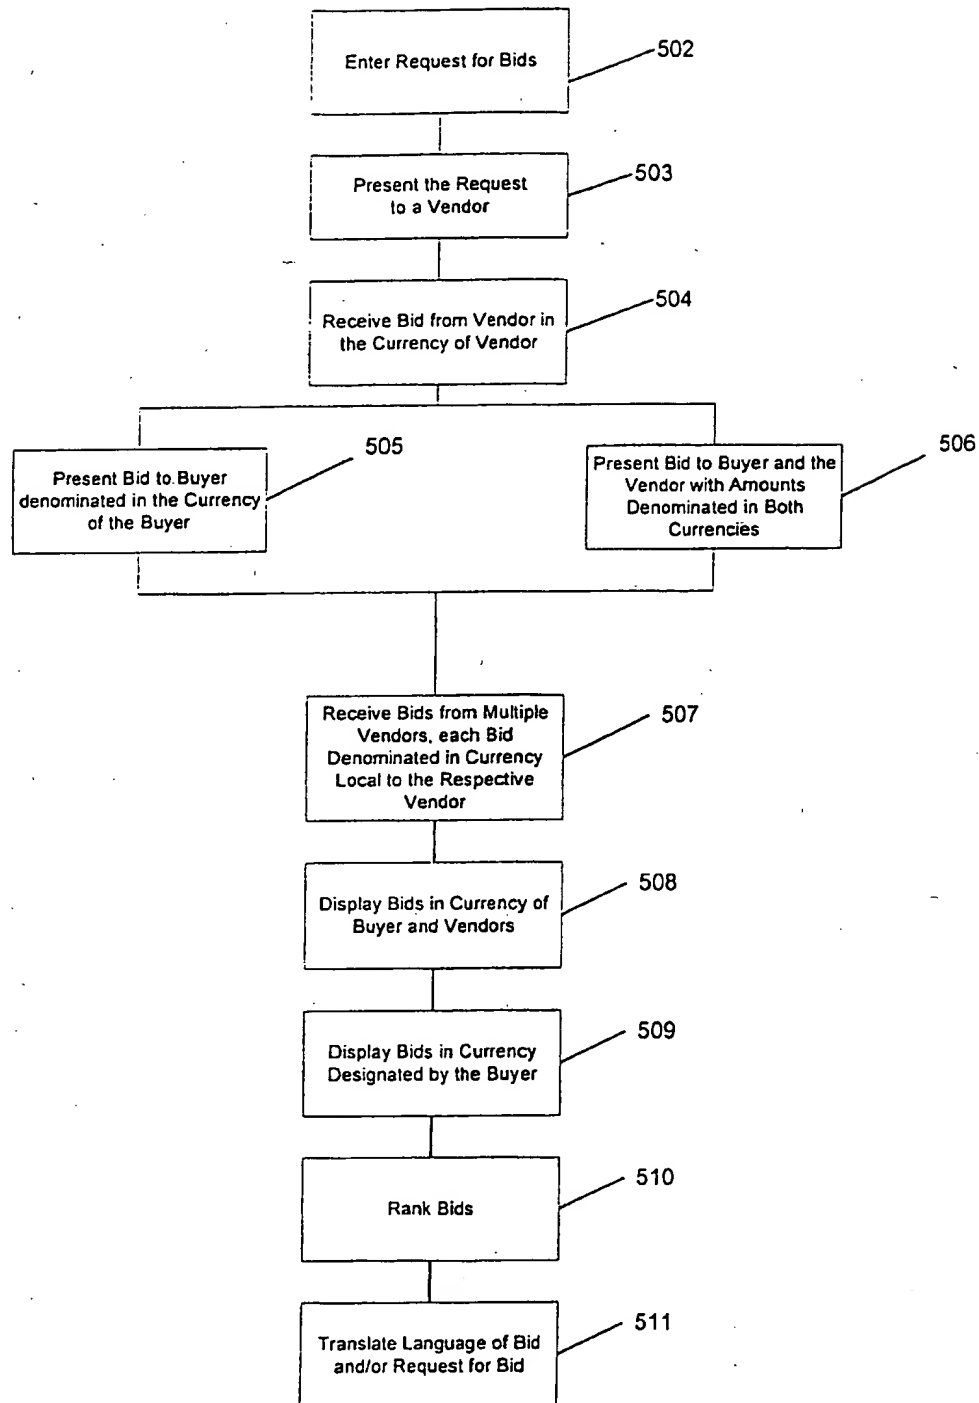 Enter Request for Bids
502
Present the Request
to a Vendor
503
Receive Bid from Vendor in
the Currency of Vendor
504
Present Bid to Buyer
denominated in the Currency
of the Buyer
505
Present Bid to Buyer and the
Vendor with Amounts
Denominated in Both
Currencies
506
Receive Bids from Multiple
Vendors, each Bid
Denominated in Currency
Local to the Respective
Vendor
507
Display Bids in Currency of
Buyer and Vendors
508
Display Bids in Currency
Designated by the Buyer
509
Rank Bids
510
Translate Language of Bid
and/or Request for Bid
511